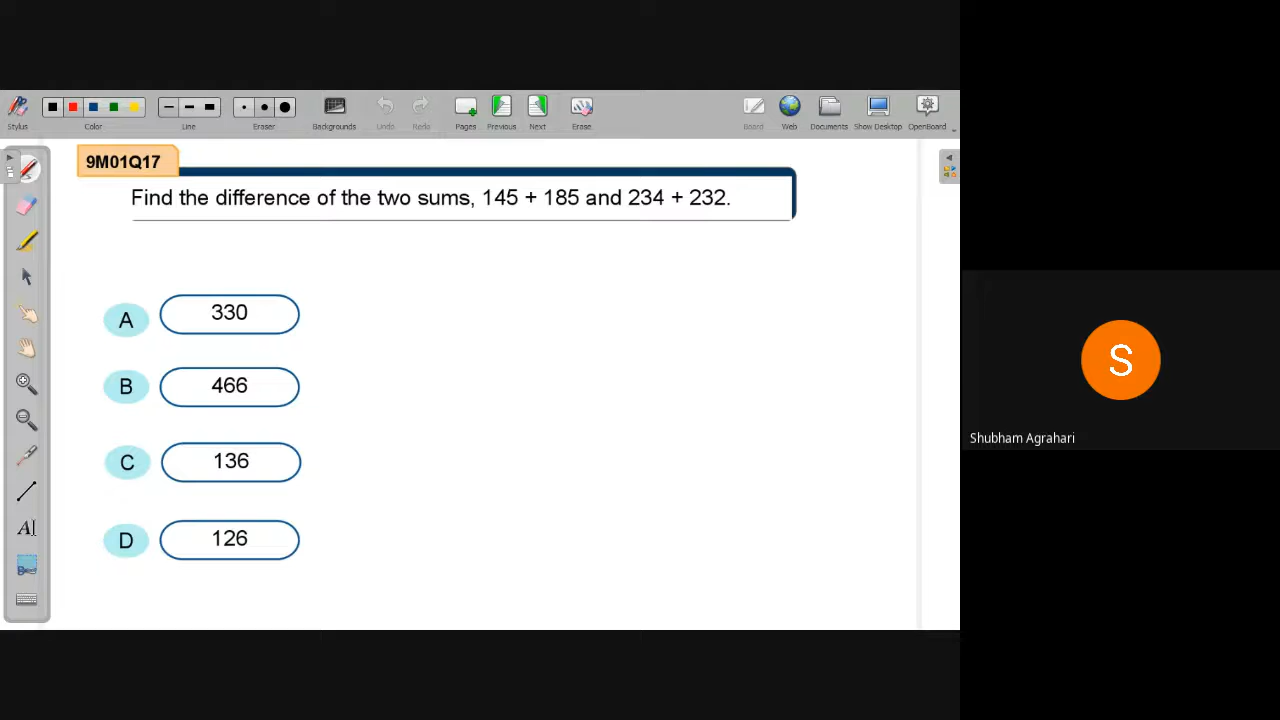 Stylus
Color
Line
Eraser
Backgrounds
Undo
Redo
Pages
Previous
Next
Erase
Board
Web
Documents
Show Desktop
OpenBoard
9M01Q17
Find the difference of the two sums, 145 + 185 and 234 + 232.
A 330
B 466
C 136
D 126
S
Shubham Agrahari